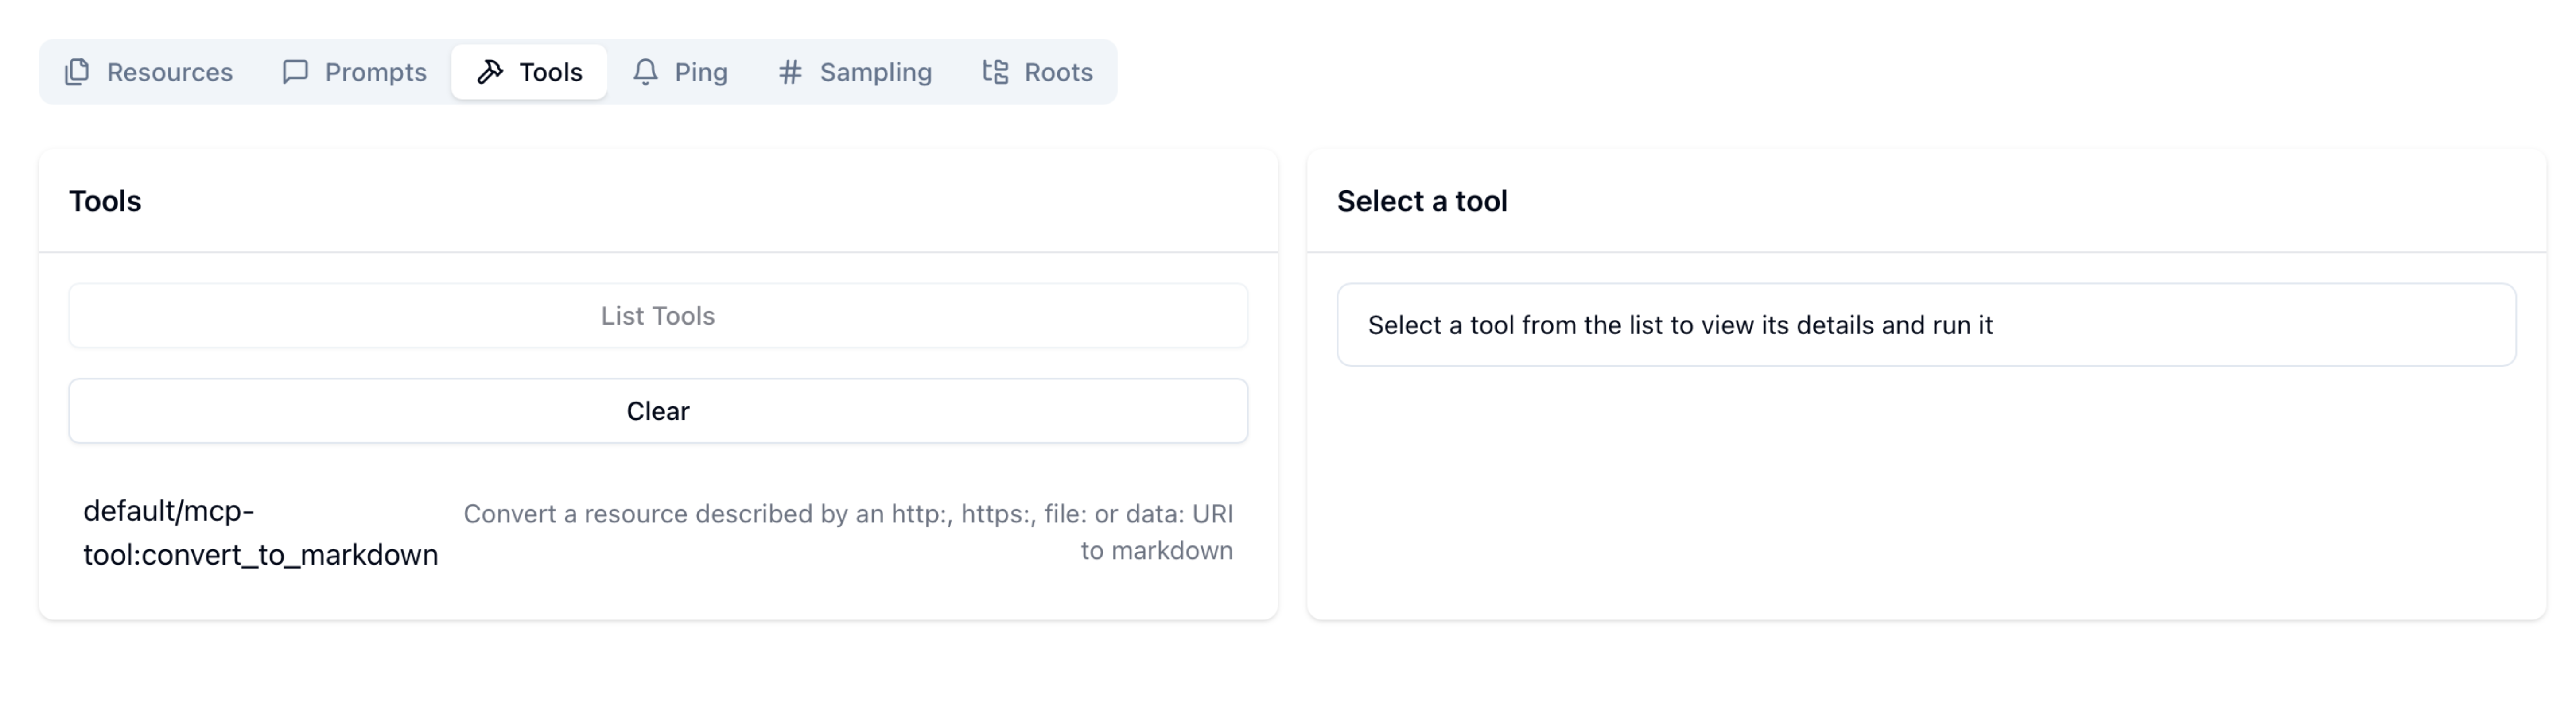 Resources Prompts Tools Ping Sampling Roots
Tools
List Tools
Clear
default/mcp-
tool:convert_to_markdown
Convert a resource described by an http:, https:, file: or data: URI
to markdown
Select a tool
Select a tool from the list to view its details and run it